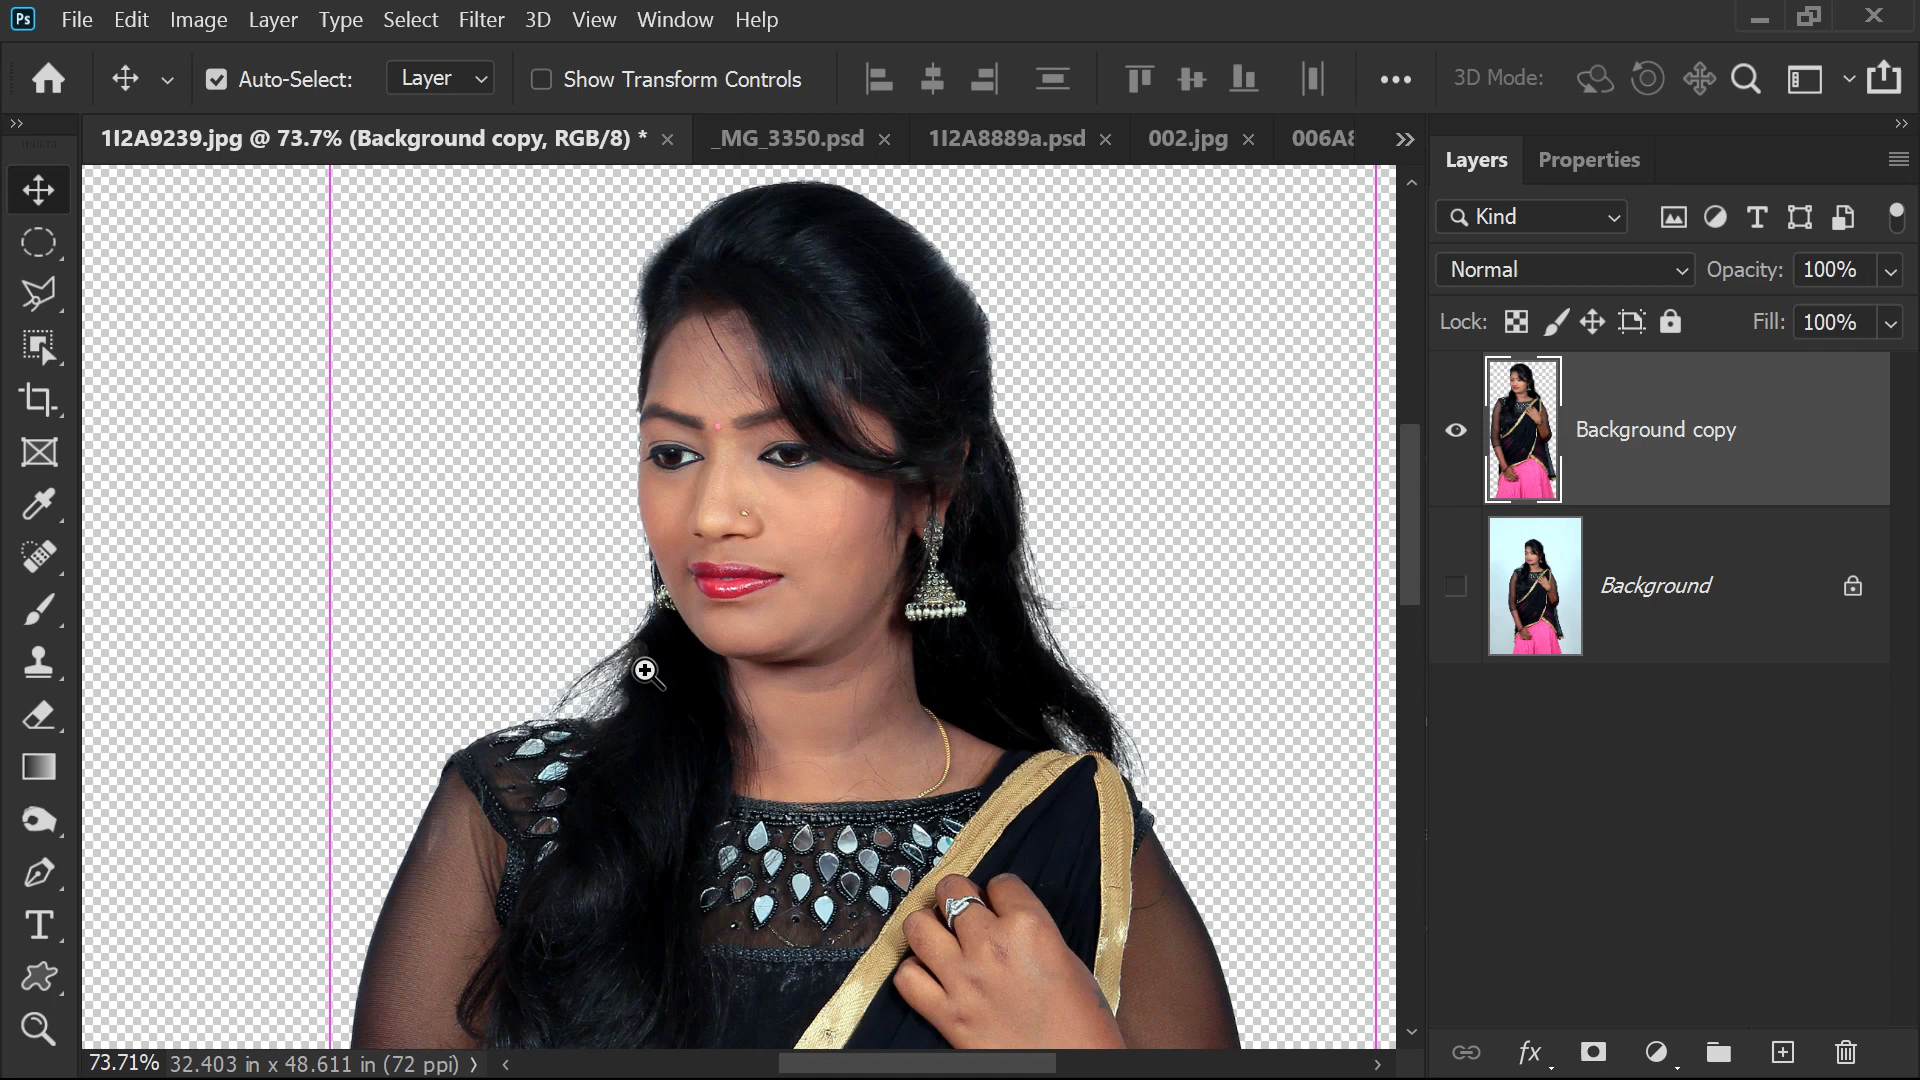 Ps File Edit Image Layer Type Select Filter 3D View Window Help
Auto-Select: Layer Show Transform Controls 3D Mode:
1I2A9239.jpg @ 73.7% (Background copy, RGB/8) * _MG_3350.psd 1I2A8889a.psd 002.jpg 006A8
Layers Properties
Kind
Normal Opacity: 100%
Lock: Fill: 100%
Background copy
Background
73.71% 32.403 in x 48.611 in (72 ppi)
fx